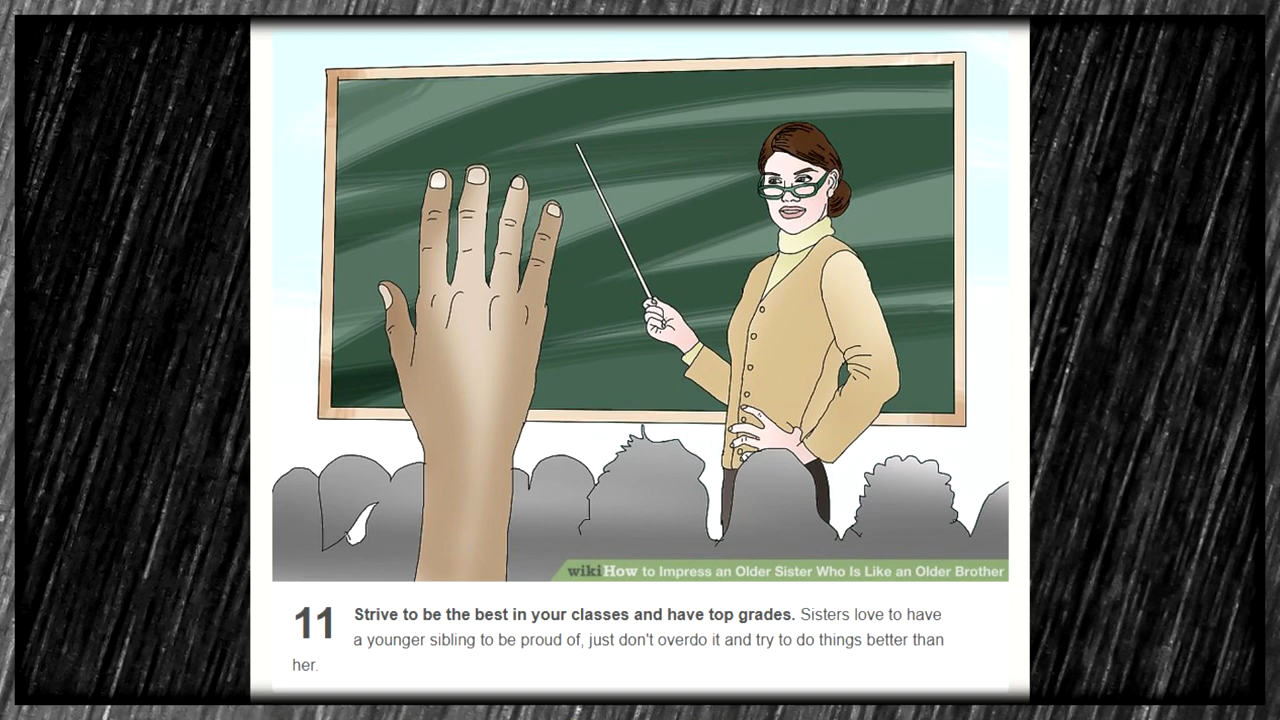 wikiHow to Impress an Older Sister Who Is Like an Older Brother
11 Strive to be the best in your classes and have top grades. Sisters love to have
a younger sibling to be proud of, just don't overdo it and try to do things better than
her.